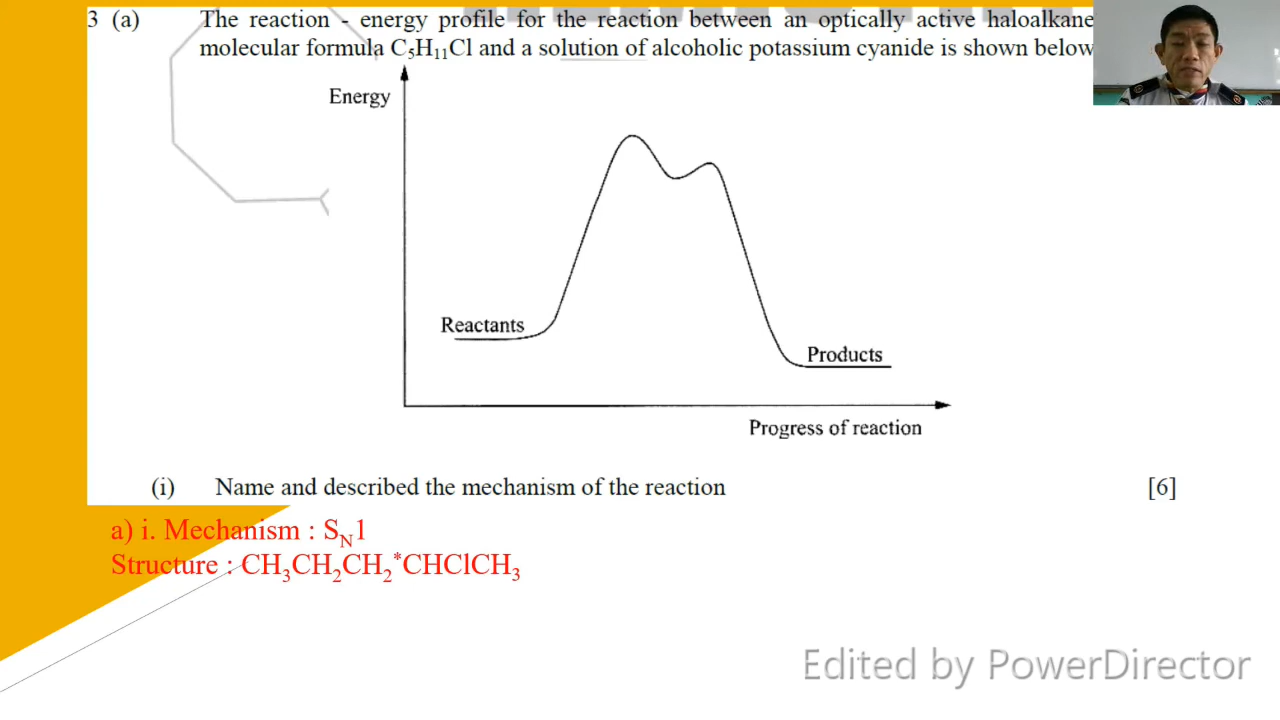 3 (a) The reaction - energy profile for the reaction between an optically active haloalkane
molecular formula C₅H₁₁Cl and a solution of alcoholic potassium cyanide is shown below
Energy
Reactants
Products
Progress of reaction
(i) Name and described the mechanism of the reaction [6]
a) i. Mechanism : S_N1
Structure : CH₃CH₂CH₂*CHClCH₃
Edited by PowerDirector